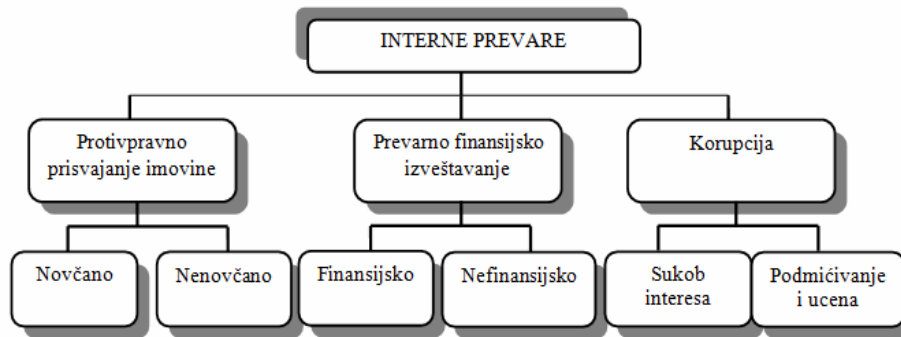 INTERNE PREVARE
Protivpravno
prisvajanje imovine
Prevarno finansijsko
izveštavanje
Korupcija
Novčano
Nenovčano
Finansijsko
Nefinansijsko
Sukob
interesa
Podmićivanje
i ucena